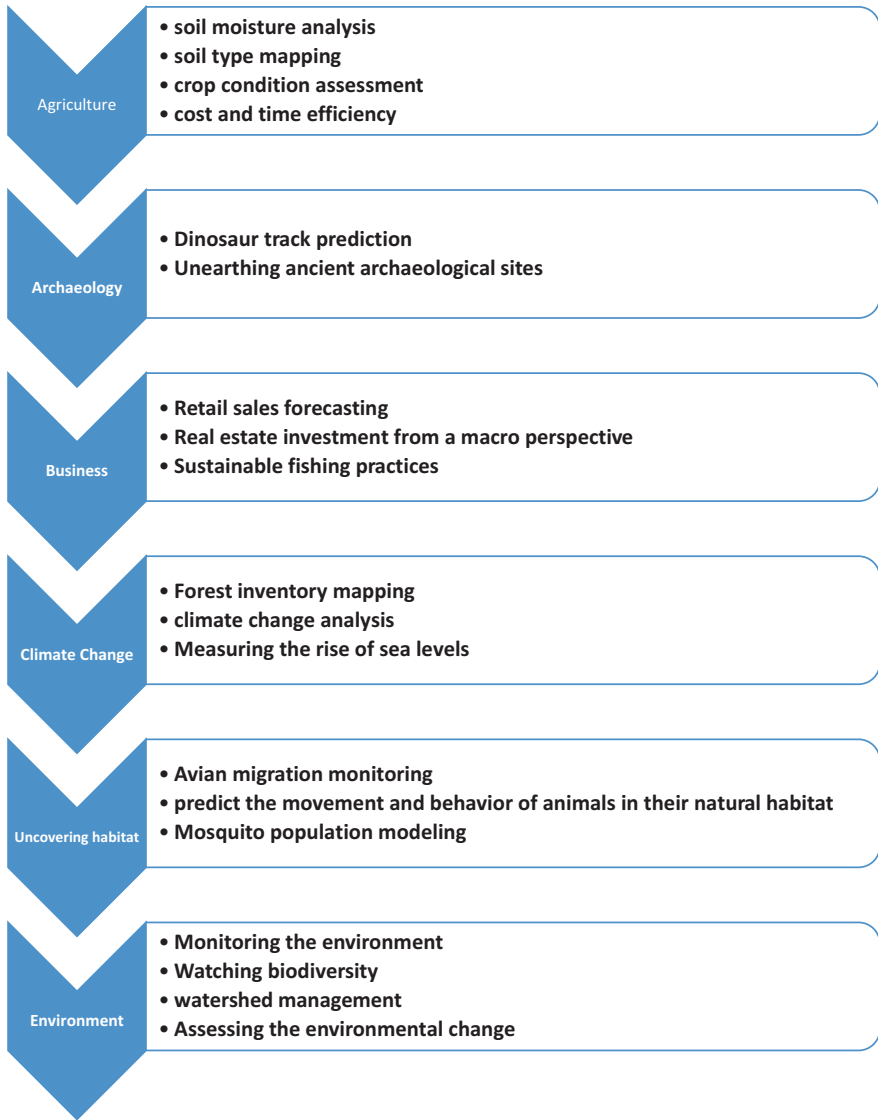 Agriculture
• soil moisture analysis
• soil type mapping
• crop condition assessment
• cost and time efficiency
Archaeology
• Dinosaur track prediction
• Unearthing ancient archaeological sites
Business
• Retail sales forecasting
• Real estate investment from a macro perspective
• Sustainable fishing practices
Climate Change
• Forest inventory mapping
• climate change analysis
• Measuring the rise of sea levels
Uncovering habitat
• Avian migration monitoring
• predict the movement and behavior of animals in their natural habitat
• Mosquito population modeling
Environment
• Monitoring the environment
• Watching biodiversity
• watershed management
• Assessing the environmental change